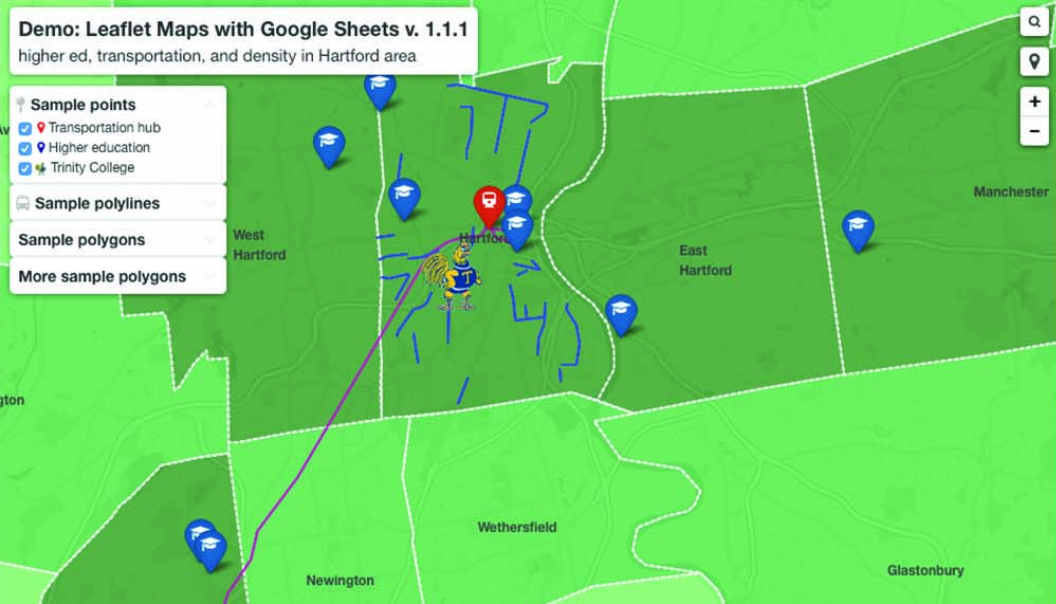 Demo: Leaflet Maps with Google Sheets v. 1.1.1
higher ed, transportation, and density in Hartford area
Sample points
Transportation hub
Higher education
Trinity College
Sample polylines
Sample polygons
More sample polygons
+
−
West
Hartford
Hartford
T
East
Hartford
Manchester
gton
Wethersfield
Newington
Glastonbury